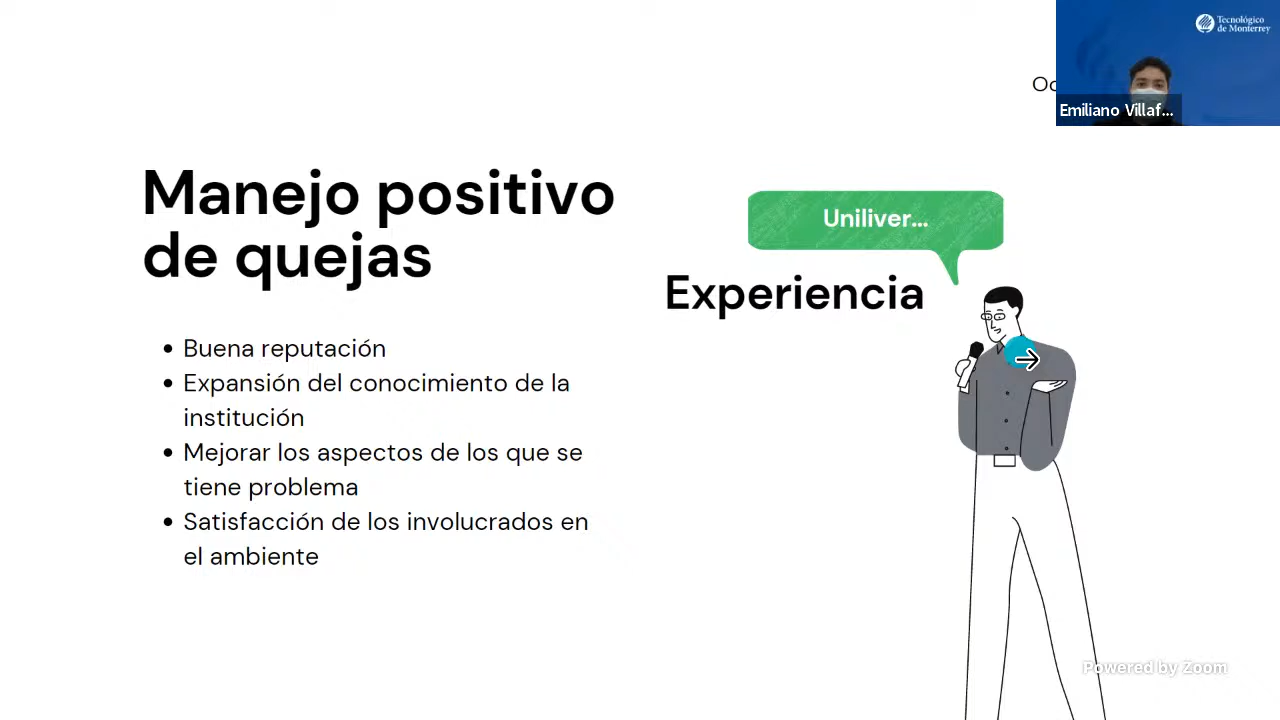 Tecnológico
de Monterrey
Oc
Emiliano Villaf...
Manejo positivo
de quejas
Uniliver...
Experiencia
Buena reputación
Expansión del conocimiento de la
institución
Mejorar los aspectos de los que se
tiene problema
Satisfacción de los involucrados en
el ambiente
Powered by Zoom